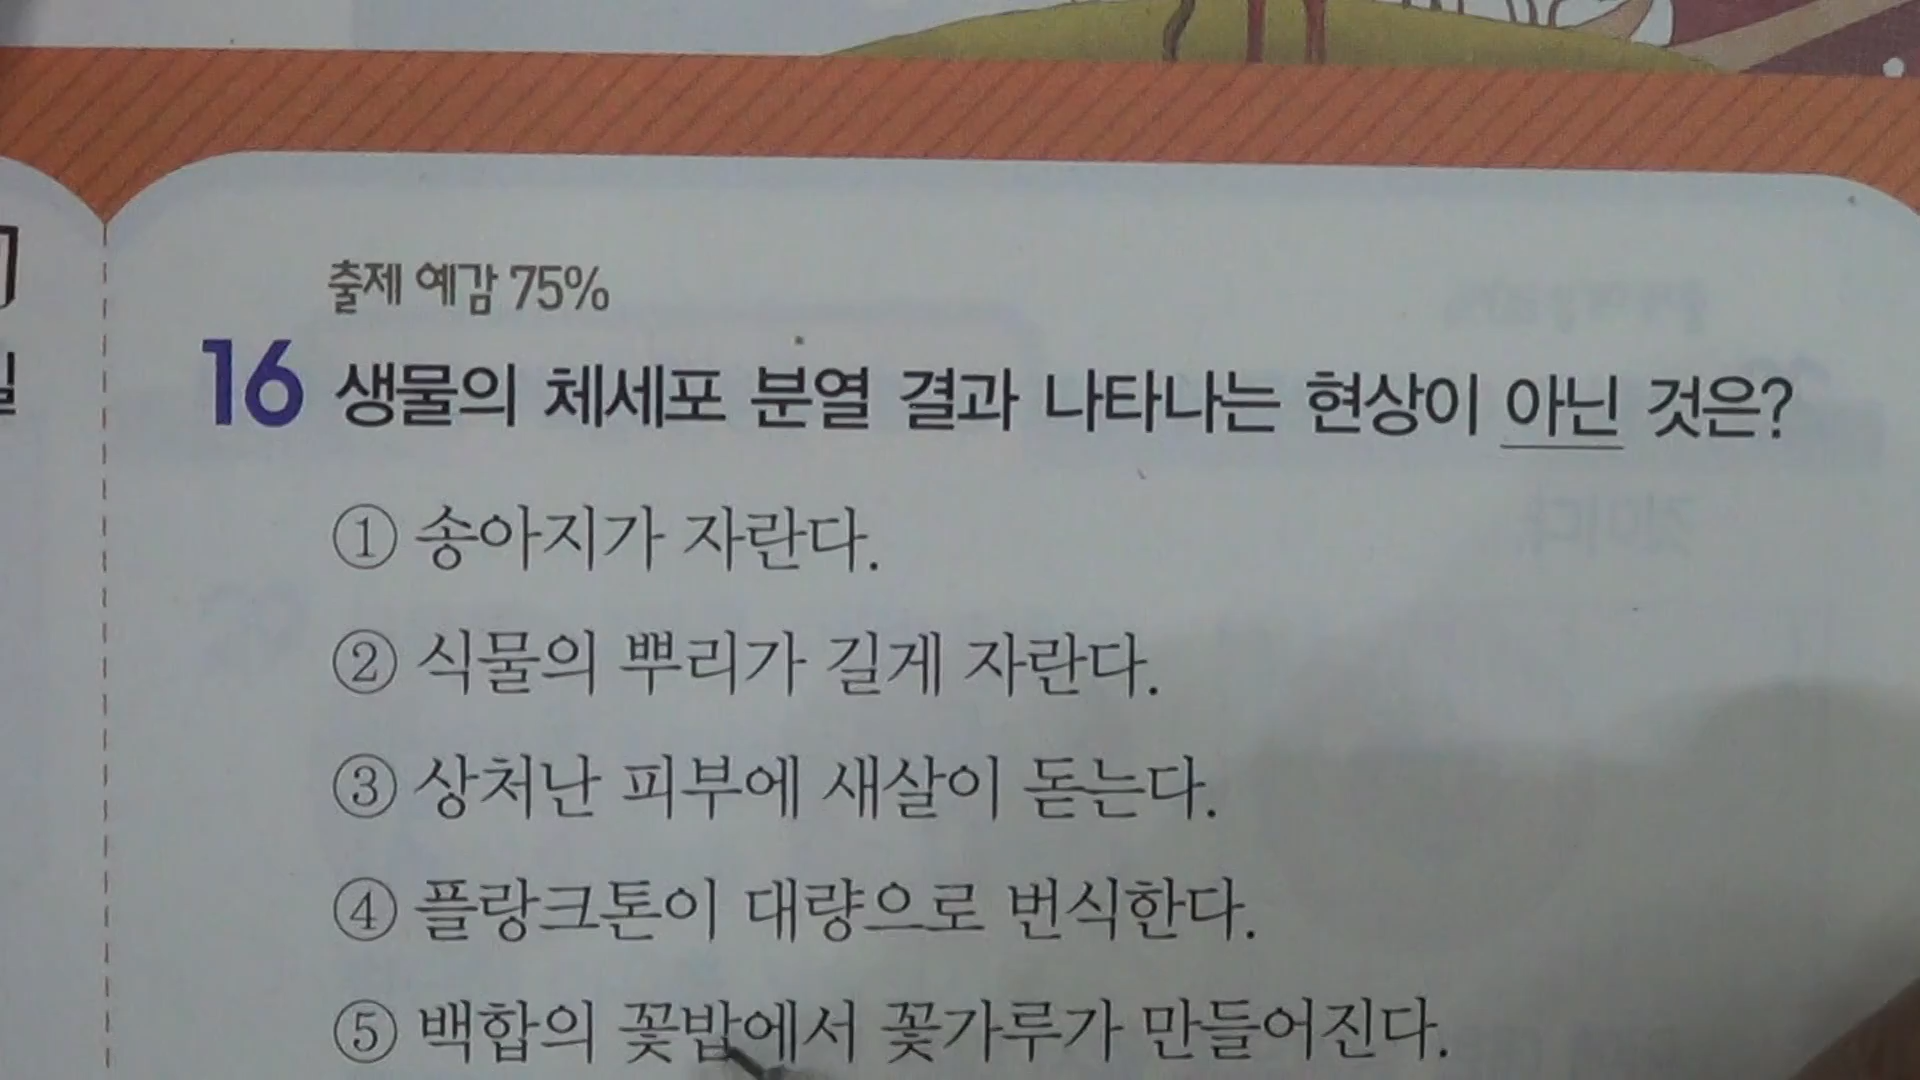 출제 예감 75%
16 생물의 체세포 분열 결과 나타나는 현상이 아닌 것은?
① 송아지가 자란다.
② 식물의 뿌리가 길게 자란다.
③ 상처난 피부에 새살이 돋는다.
④ 플랑크톤이 대량으로 번식한다.
⑤ 백합의 꽃밥에서 꽃가루가 만들어진다.